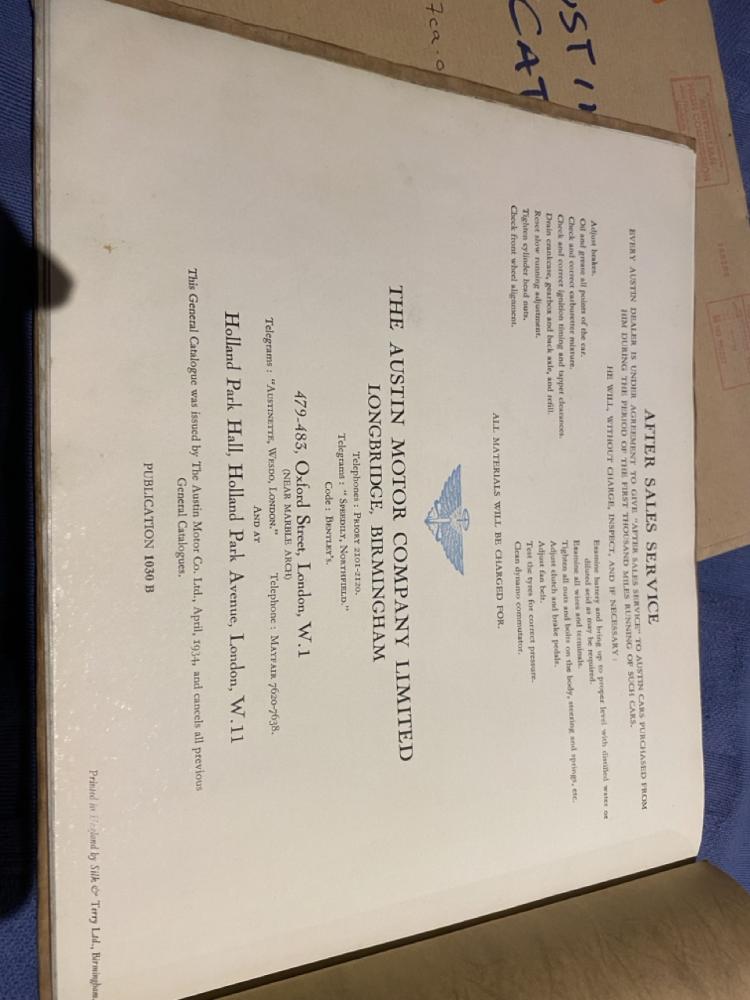 AFTER SALES SERVICE
EVERY AUSTIN DEALER IS UNDER AGREEMENT TO GIVE "AFTER SALES SERVICE" TO AUSTIN CARS PURCHASED FROM
HIM DURING THE PERIOD OF THE FIRST THOUSAND MILES RUNNING OF SUCH CARS.
HE WILL, WITHOUT CHARGE, INSPECT, AND IF NECESSARY :
Adjust brakes.
Oil and grease all points of the car.
Check and correct carburetter mixture.
Check and correct ignition timing and tappet clearances.
Drain crankcase, gearbox and back axle, and refill.
Reset slow running adjustment.
Tighten cylinder head nuts.
Check front wheel alignment.
Examine battery and bring up to proper level with distilled water or
diluted acid as may be required.
Examine all wires and terminals.
Tighten all nuts and bolts on the body, steering and springs, etc.
Adjust clutch and brake pedals.
Adjust fan belt.
Test the tyres for correct pressure.
Clean dynamo commutator.
ALL MATERIALS WILL BE CHARGED FOR.
THE AUSTIN MOTOR COMPANY LIMITED
LONGBRIDGE, BIRMINGHAM
Telephones : PRIORY 2101-2120.
Telegrams : "SPEEDILY, NORTHFIELD."
Code : BENTLEY'S.
479-483, Oxford Street, London, W.1
(NEAR MARBLE ARCH)
Telegrams : "AUSTINETTE, WESDO, LONDON." Telephone : MAYFAIR 7620-7638.
AND AT
Holland Park Hall, Holland Park Avenue, London, W.11
This General Catalogue was issued by The Austin Motor Co. Ltd., April, 1934, and cancels all previous
General Catalogues.
PUBLICATION 1030 B
Printed in England by Silk & Terry Ltd., Birmingham.
CAT